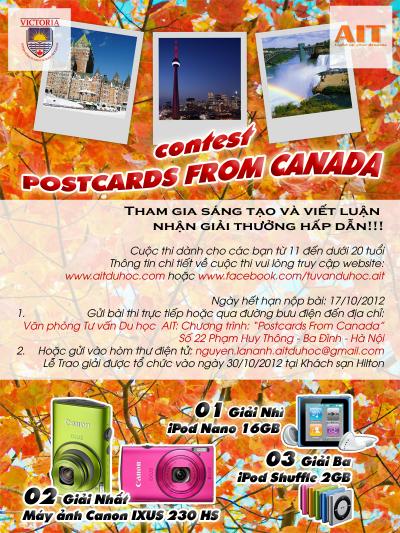 VICTORIA
AIT
contest
POSTCARDS FROM CANADA
THAM GIA SÁNG TẠO VÀ VIẾT LUẬN
NHẬN GIẢI THƯỞNG HẤP DẪN!!!
Cuộc thi dành cho các bạn từ 11 đến dưới 20 tuổi
Thông tin chi tiết về cuộc thi vui lòng truy cập website:
www.aitduhoc.com hoặc www.facebook.com/tuvanduhoc.ait
Ngày hết hạn nộp bài: 17/10/2012
1. Gửi bài thi trực tiếp hoặc qua đường bưu điện đến địa chỉ:
Văn phòng Tư vấn Du học AIT: Chương trình: "Postcards From Canada"
Số 22 Phạm Huy Thông - Ba Đình - Hà Nội
2. Hoặc gửi vào hòm thư điện tử: nguyen.lananh.aitduhoc@gmail.com
Lễ Trao giải được tổ chức vào ngày 30/10/2012 tại Khách sạn Hilton
01 Giải Nhì
iPod Nano 16GB
03 Giải Ba
iPod Shuffle 2GB
Canon
Canon
02 Giải Nhất
Máy ảnh Canon IXUS 230 HS